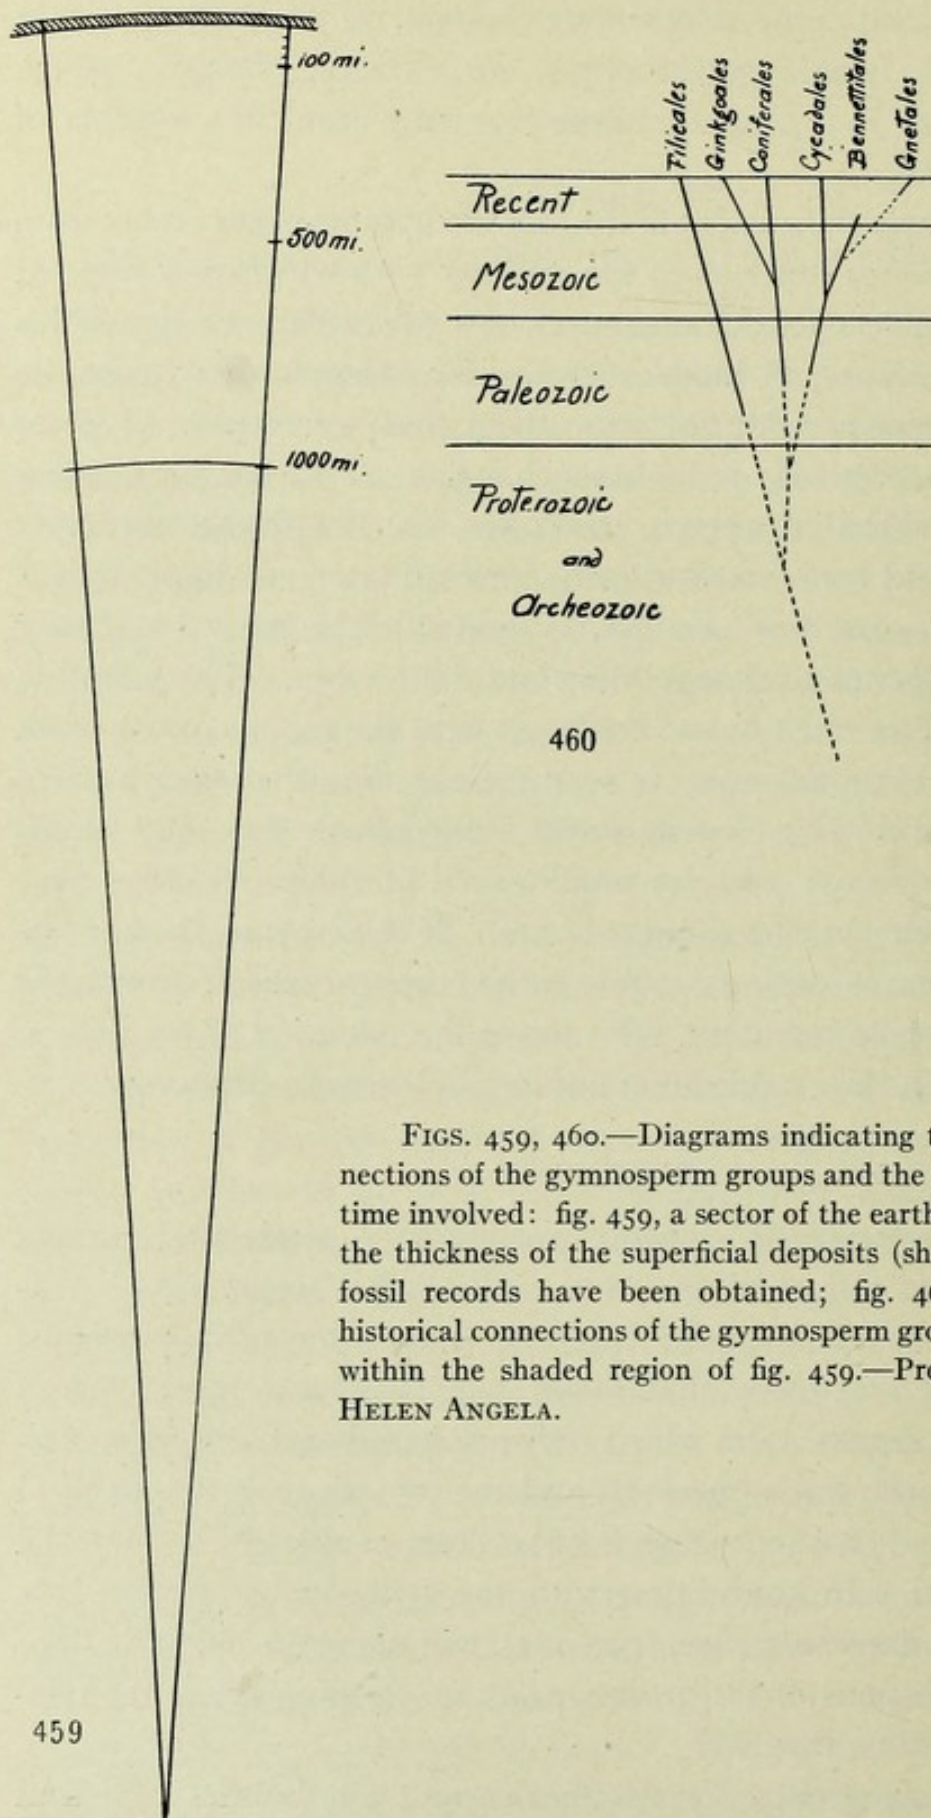 100 mi.
500 mi.
1000 mi.
459
Filicales
Ginkgoales
Coniferales
Cycadales
Bennettitales
Gnetales
Recent
Mesozoic
Paleozoic
Proterozoic
and
Archeozoic
460
FIGS. 459, 460.—Diagrams indicating
nections of the gymnosperm groups and the
time involved: fig. 459, a sector of the earth
the thickness of the superficial deposits (sh
fossil records have been obtained; fig. 4
historical connections of the gymnosperm gro
within the shaded region of fig. 459.—Pre
HELEN ANGELA.